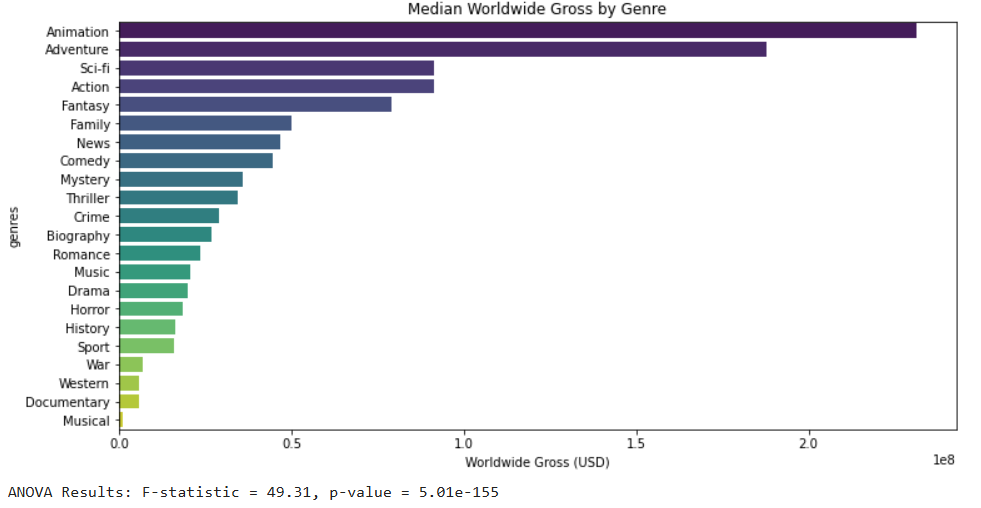 Median Worldwide Gross by Genre
Animation
Adventure
Sci-fi
Action
Fantasy
Family
News
Comedy
Mystery
Thriller
Crime
Biography
Romance
Music
Drama
Horror
History
Sport
War
Western
Documentary
Musical
genres
0.0 0.5 1.0 1.5 2.0
1e8
Worldwide Gross (USD)
ANOVA Results: F-statistic = 49.31, p-value = 5.01e-155